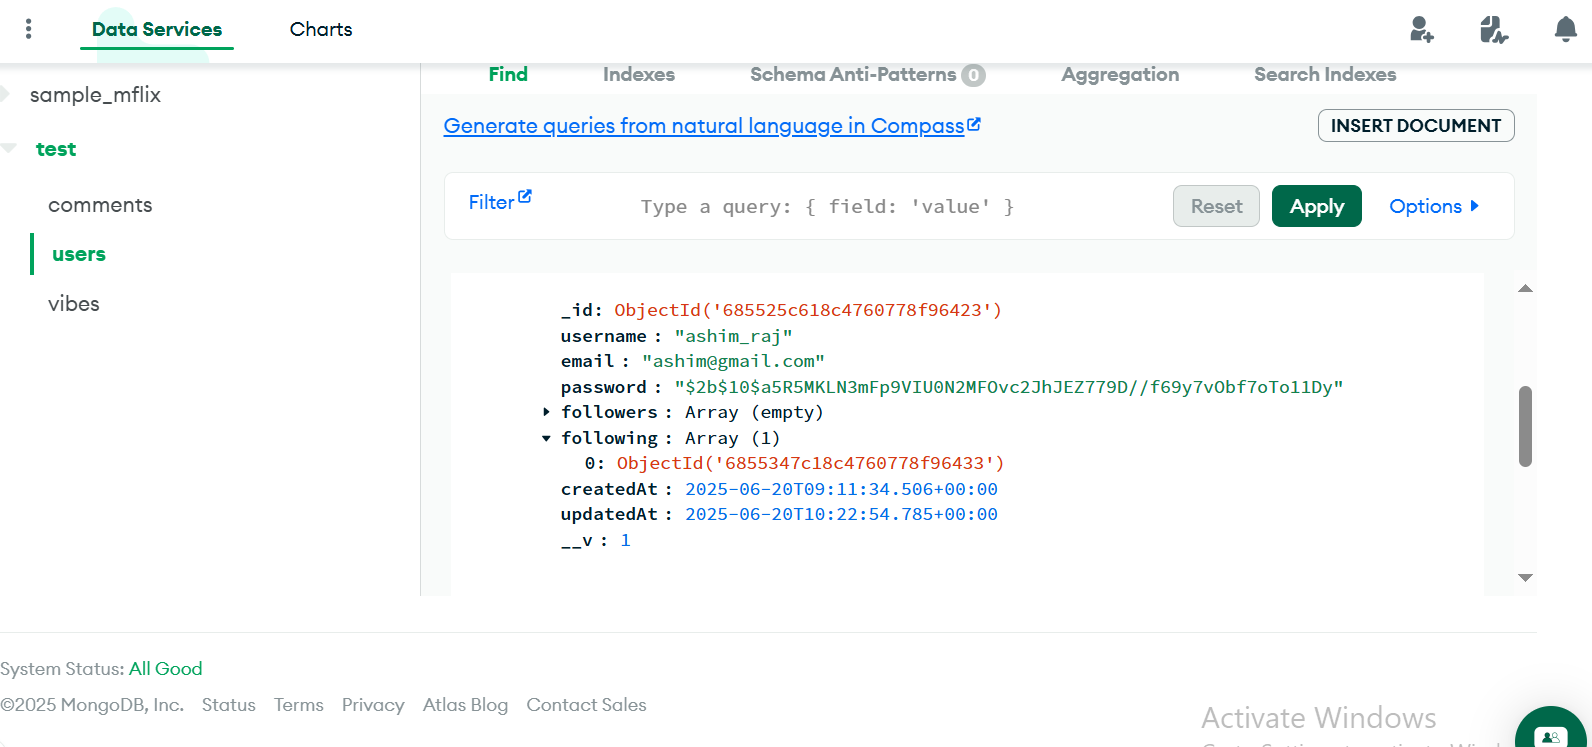 Data Services Charts
sample_mflix
test
comments
users
vibes
Find Indexes Schema Anti-Patterns 0 Aggregation Search Indexes
Generate queries from natural language in Compass
INSERT DOCUMENT
Filter Type a query: { field: 'value' } Reset Apply Options
_id: ObjectId('685525c618c4760778f96423')
username : "ashim_raj"
email : "ashim@gmail.com"
password : "$2b$10$a5R5MKLN3mFp9VIU0N2MFOvc2JhJEZ779D//f69y7vObf7oTo11Dy"
followers : Array (empty)
following : Array (1)
0: ObjectId('6855347c18c4760778f96433')
createdAt : 2025-06-20T09:11:34.506+00:00
updatedAt : 2025-06-20T10:22:54.785+00:00
__v : 1
System Status: All Good
©2025 MongoDB, Inc. Status Terms Privacy Atlas Blog Contact Sales
Activate Windows